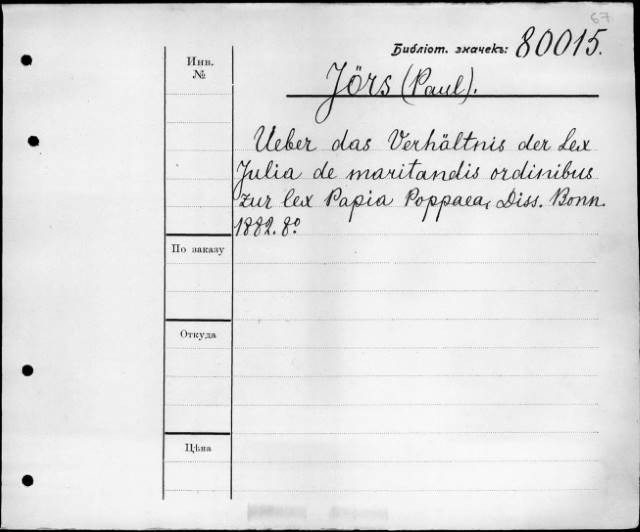 67
Библіот. значекъ: 80015.
Инв.
№
Jörs (Paul).
Ueber das Verhältnis der Lex
Julia de maritandis ordinibus
zur lex Papia Poppaea, Diss. Bonn.
1882. 8°
По заказу
Откуда
Цѣна